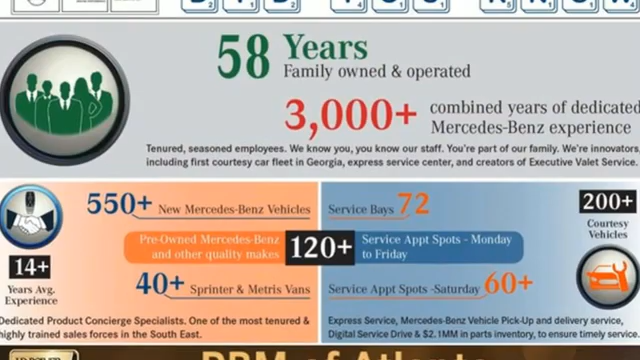 DID YOU KNOW
58 Years
Family owned & operated
3,000+ combined years of dedicated
Mercedes-Benz experience
Tenured, seasoned employees. We know you, you know our staff. You're part of our family. We're innovators,
including first courtesy car fleet in Georgia, express service center, and creators of Executive Valet Service.
550+ New Mercedes-Benz Vehicles
Pre-Owned Mercedes-Benz
and other quality makes
120+
40+ Sprinter & Metris Vans
14+
Years Avg.
Experience
Dedicated Product Concierge Specialists. One of the most tenured &
highly trained sales forces in the South East.
Service Bays 72
Service Appt Spots - Monday
to Friday
Service Appt Spots -Saturday 60+
200+
Courtesy
Vehicles
Express Service, Mercedes-Benz Vehicle Pick-Up and delivery service,
Digital Service Drive & $2.1MM in parts inventory, to ensure timely service.
of Atlanta